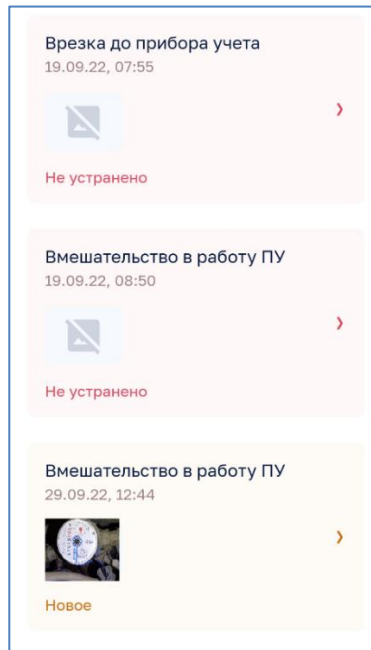 Врезка до прибора учета
19.09.22, 07:55
Не устранено
Вмешательство в работу ПУ
19.09.22, 08:50
Не устранено
Вмешательство в работу ПУ
29.09.22, 12:44
Новое